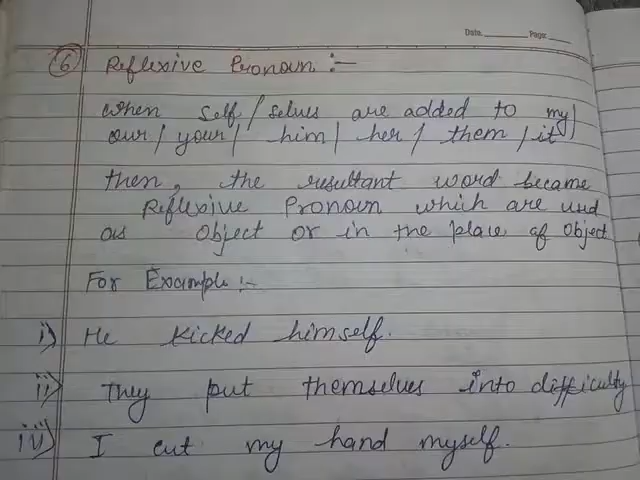 Date. Page:
6 Reflexive Pronoun :-
when self/selves are added to my/
our/ your/ him/ her/ them/it
then, the resultant word became
Reflexive Pronoun which are used
as object or in the place of object
For Example :-
i) He kicked himself.
ii) They put themselves into difficulty
iii) I cut my hand myself.